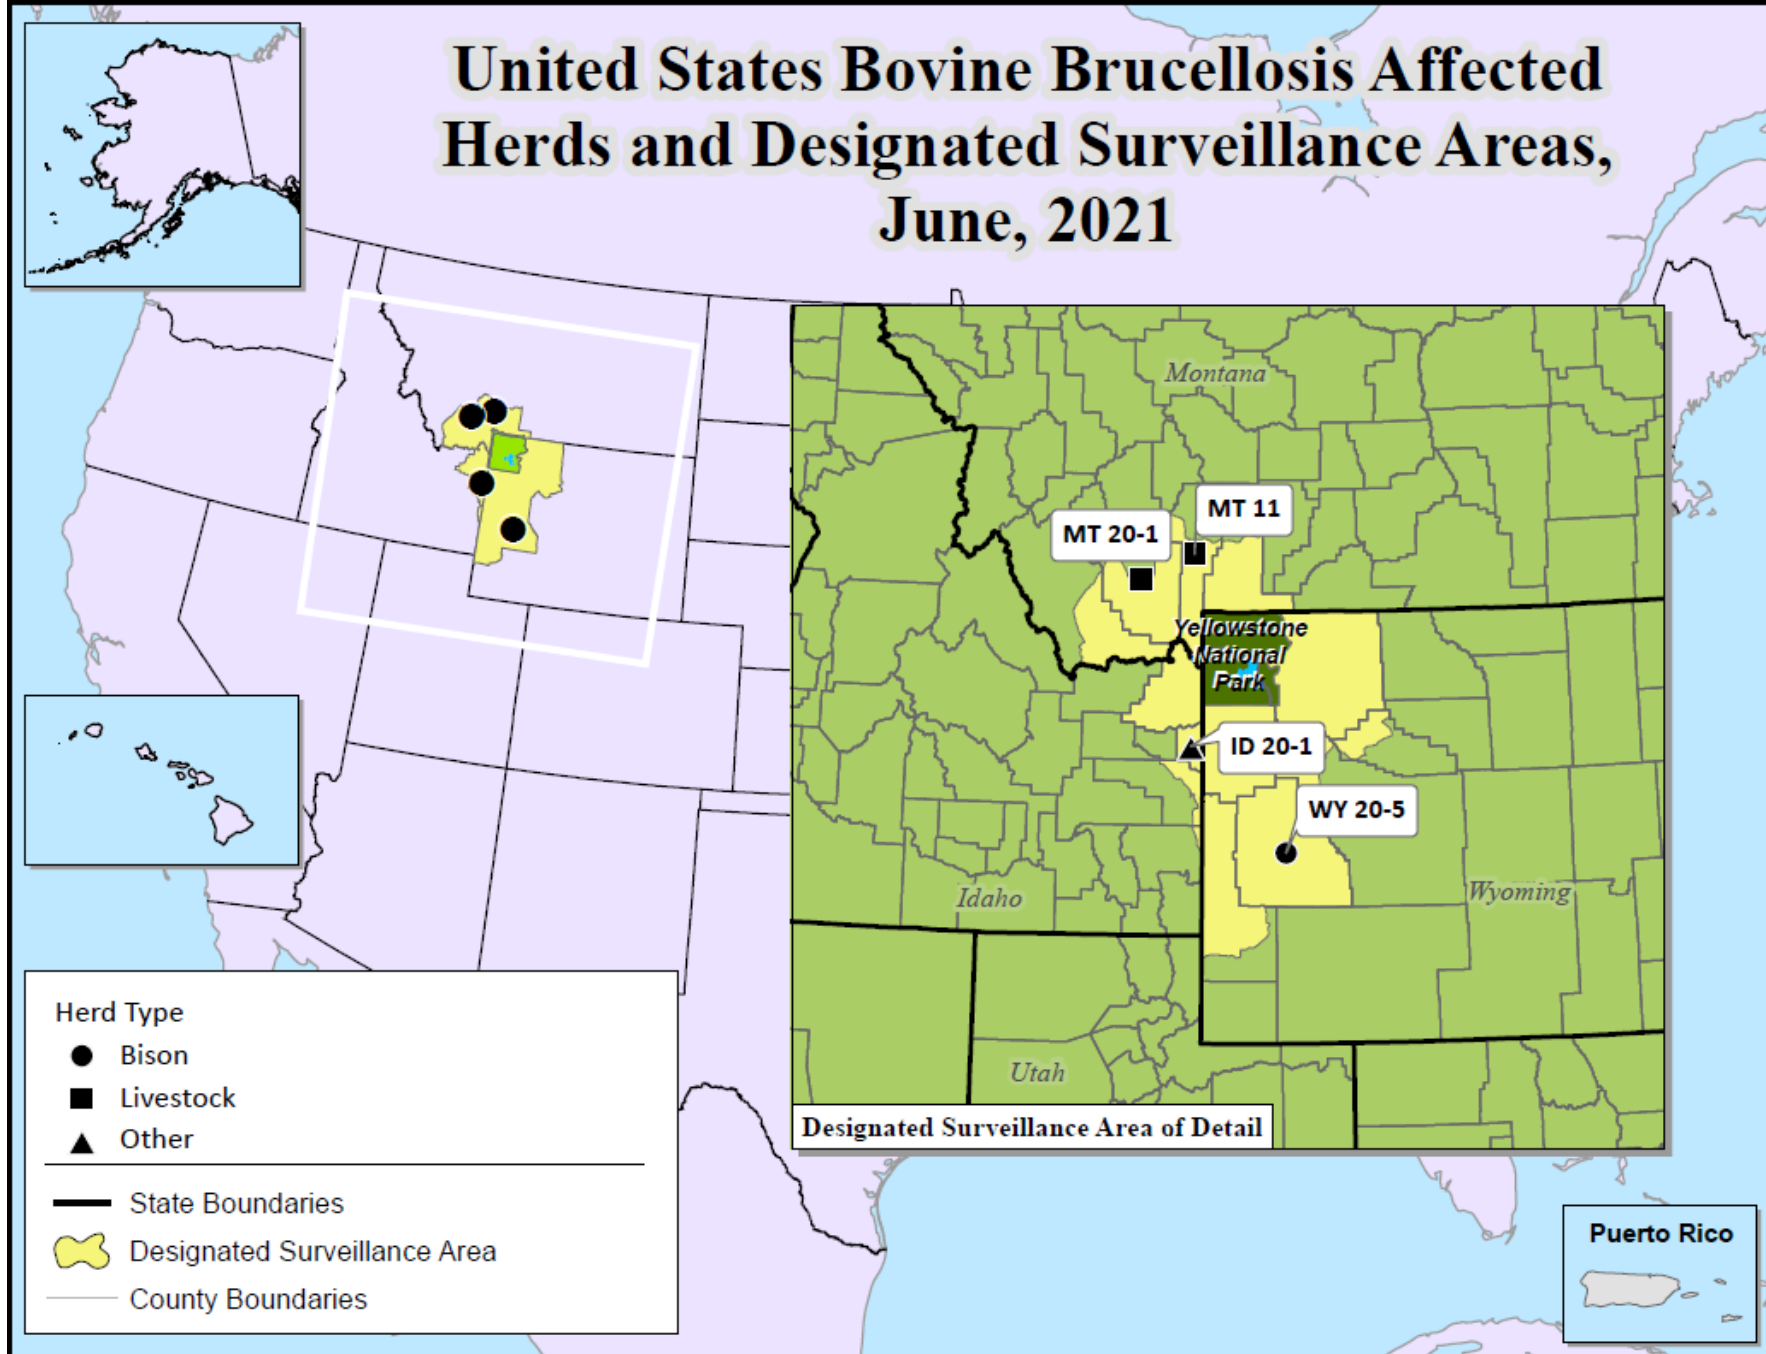 United States Bovine Brucellosis Affected
Herds and Designated Surveillance Areas,
June, 2021
Montana
MT 11
MT 20-1
Yellowstone
National
Park
ID 20-1
WY 20-5
Idaho
Wyoming
Utah
Designated Surveillance Area of Detail
Herd Type
Bison
Livestock
Other
State Boundaries
Designated Surveillance Area
County Boundaries
Puerto Rico